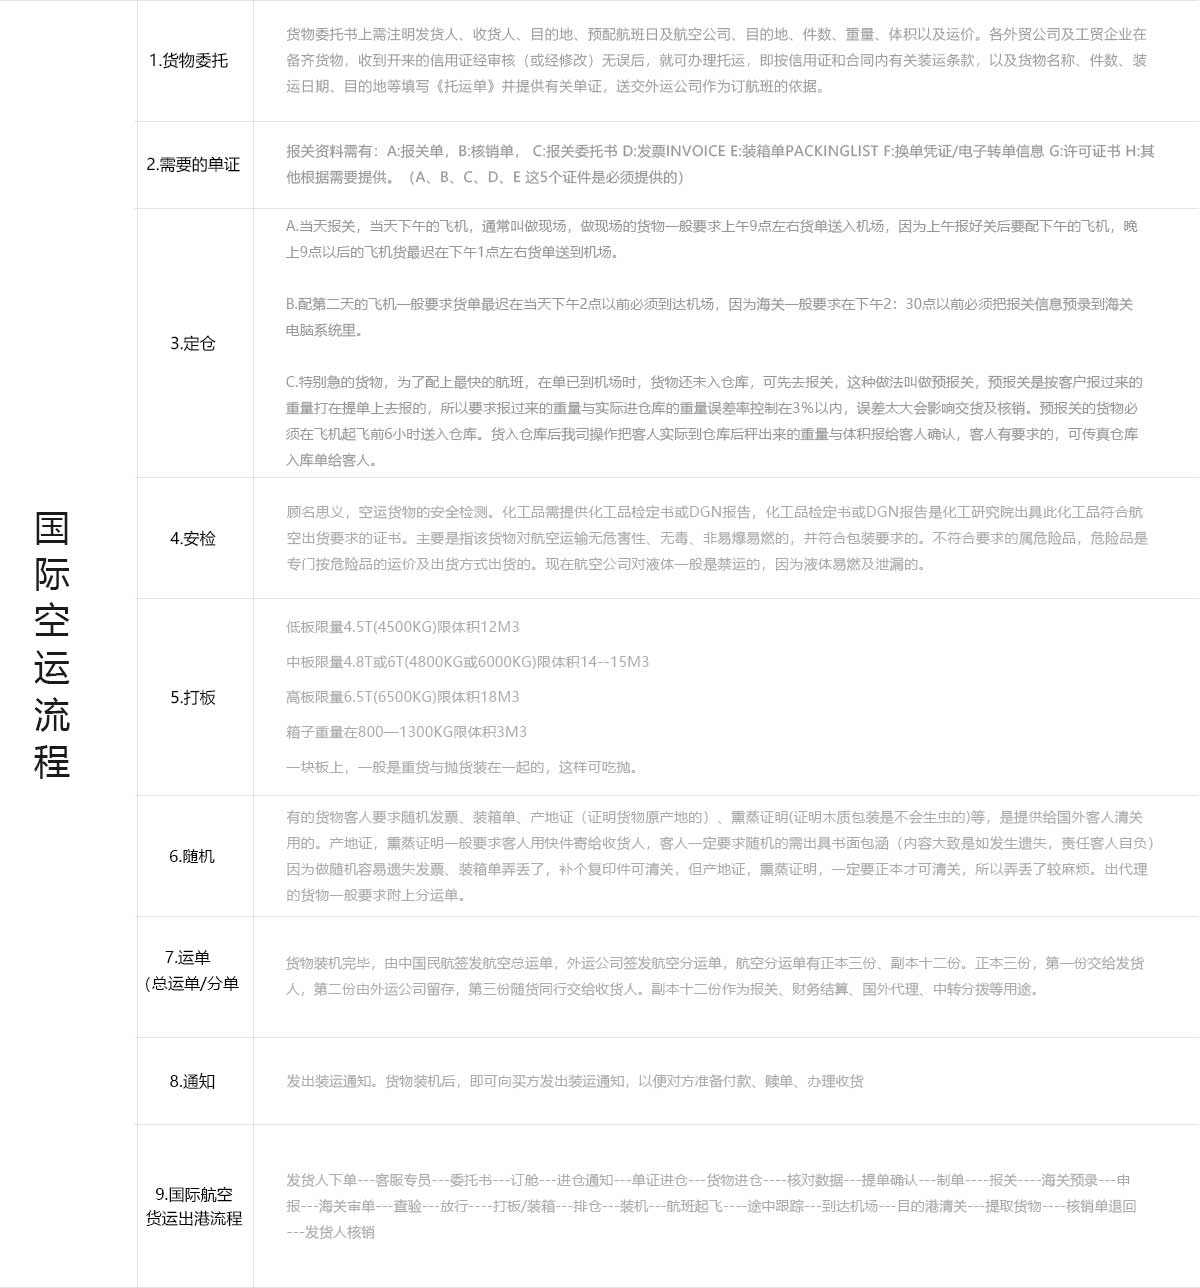 国际空运流程
1.货物委托
货物委托书上需注明发货人、收货人、目的地、预配航班日及航空公司、目的地、件数、重量、体积以及运价。各外贸公司及工贸企业在
备齐货物，收到开来的信用证经审核（或经修改）无误后，就可办理托运，即按信用证和合同内有关装运条款，以及货物名称、件数、装
运日期、目的地等填写《托运单》并提供有关单证，送交外运公司作为订航班的依据。
2.需要的单证
报关资料需有：A:报关单，B:核销单， C:报关委托书 D:发票INVOICE E:装箱单PACKINGLIST F:换单凭证/电子转单信息 G:许可证书 H:其
他根据需要提供。（A、B、C、D、E 这5个证件是必须提供的）
3.定仓
A.当天报关，当天下午的飞机，通常叫做现场，做现场的货物一般要求上午9点左右货单送入机场，因为上午报好关后要配下午的飞机，晚
上9点以后的飞机货最迟在下午1点左右货单送到机场。
B.配第二天的飞机一般要求货单最迟在当天下午2点以前必须到达机场，因为海关一般要求在下午2：30点以前必须把报关信息预录到海关
电脑系统里。
C.特别急的货物，为了配上最快的航班，在单已到机场时，货物还未入仓库，可先去报关，这种做法叫做预报关，预报关是按客户报过来的
重量打在提单上去报的，所以要求报过来的重量与实际进仓库的重量误差率控制在3%以内，误差太大会影响交货及核销。预报关的货物必
须在飞机起飞前6小时送入仓库。货入仓库后我司操作把客人实际到仓库后秤出来的重量与体积报给客人确认，客人有要求的，可传真仓库
入库单给客人。
4.安检
顾名思义，空运货物的安全检测。化工品需提供化工品检定书或DGN报告，化工品检定书或DGN报告是化工研究院出具此化工品符合航
空出货要求的证书。主要是指该货物对航空运输无危害性、无毒、非易爆易燃的，并符合包装要求的。不符合要求的属危险品，危险品是
专门按危险品的运价及出货方式出货的。现在航空公司对液体一般是禁运的，因为液体易燃及泄漏的。
5.打板
低板限量4.5T(4500KG)限体积12M3
中板限量4.8T或6T(4800KG或6000KG)限体积14--15M3
高板限量6.5T(6500KG)限体积18M3
箱子重量在800—1300KG限体积3M3
一块板上，一般是重货与抛货装在一起的，这样可吃抛。
6.随机
有的货物客人要求随机发票、装箱单、产地证（证明货物原产地的）、熏蒸证明(证明木质包装是不会生虫的)等，是提供给国外客人清关
用的。产地证，熏蒸证明一般要求客人用快件寄给收货人，客人一定要求随机的需出具书面包涵（内容大致是如发生遗失，责任客人自负）
因为做随机容易遗失发票、装箱单弄丢了，补个复印件可清关，但产地证，熏蒸证明，一定要正本才可清关，所以弄丢了较麻烦。出代理
的货物一般要求附上分运单。
7.运单
（总运单/分单
货物装机完毕，由中国民航签发航空总运单，外运公司签发航空分运单，航空分运单有正本三份、副本十二份。正本三份，第一份交给发货
人，第二份由外运公司留存，第三份随货同行交给收货人。副本十二份作为报关、财务结算、国外代理、中转分拨等用途。
8.通知
发出装运通知。货物装机后，即可向买方发出装运通知，以便对方准备付款、赎单、办理收货
9.国际航空
货运出港流程
发货人下单---客服专员---委托书---订舱---进仓通知---单证进仓---货物进仓----核对数据---提单确认---制单----报关----海关预录---申
报---海关审单---查验---放行----打板/装箱---排仓---装机---航班起飞----途中跟踪---到达机场---目的港清关---提取货物----核销单退回
---发货人核销